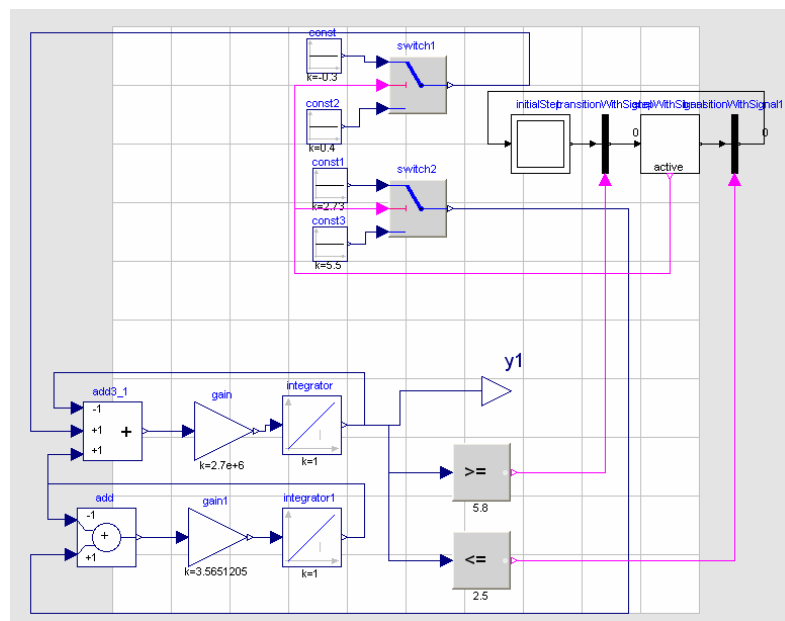 const
k=-0.3
switch1
const2
k=0.4
const1
k=2.73
switch2
const3
k=5.5
initialStep
transitionWithSignal
stepWithSignal
transitionWithSignal1
0
0
active
y1
add3_1
-1
+1
+1
+
gain
k=2.7e+6
integrator
I
k=1
>=
5.8
add
-1
+
+1
gain1
k=3.5651205
integrator1
I
k=1
<=
2.5